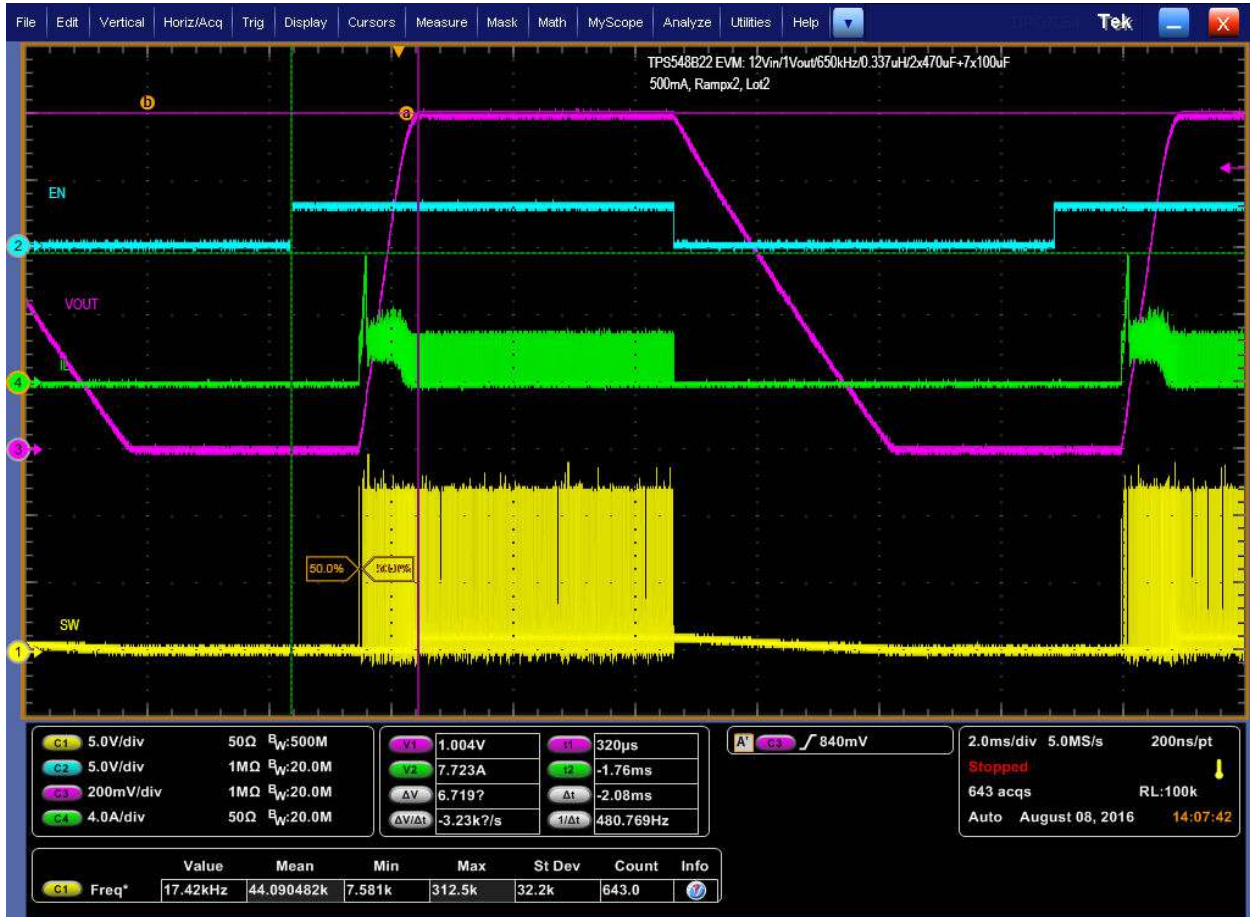 File Edit Vertical Horiz/Acq Trig Display Cursors Measure Mask Math MyScope Analyze Utilities Help Tek X
TPS548B22 EVM: 12Vin/1Vout/650kHz/0.337uH/2x470uF+7x100uF
500mA, Rampx2, Lot2
b
a
EN
2
VOUT
IL
4
3
50.0%
SW
1
C1 5.0V/div 50Ω BW:500M
C2 5.0V/div 1MΩ BW:20.0M
C3 200mV/div 1MΩ BW:20.0M
C4 4.0A/div 50Ω BW:20.0M
V1 1.004V t1 320µs
V2 7.723A t2 -1.76ms
ΔV 6.719? Δt -2.08ms
ΔV/Δt -3.23k?/s 1/Δt 480.769Hz
A' C3 840mV
2.0ms/div 5.0MS/s 200ns/pt
Stopped
643 acqs RL:100k
Auto August 08, 2016 14:07:42
Value Mean Min Max St Dev Count Info
C1 Freq* 17.42kHz 44.090482k 7.581k 312.5k 32.2k 643.0